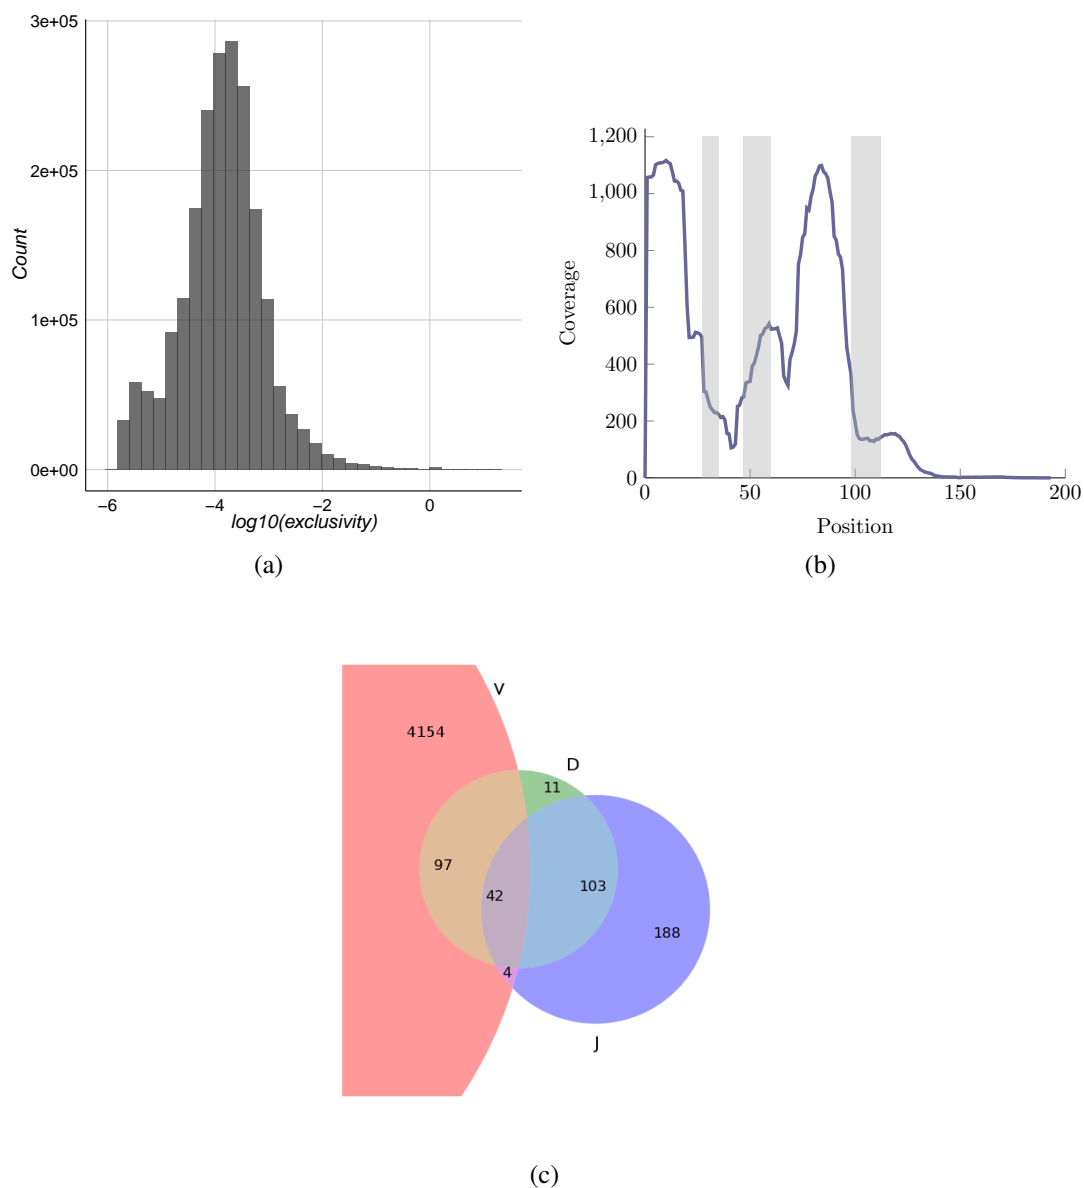 3e+05
2e+05
1e+05
0e+00
Count
−6 −4 −2 0
log10(exclusivity)
(a)
1,200
1,000
800
600
400
200
0
Coverage
0 50 100 150 200
Position
(b)
V
4154
D
11
97
42
103
188
4
J
(c)